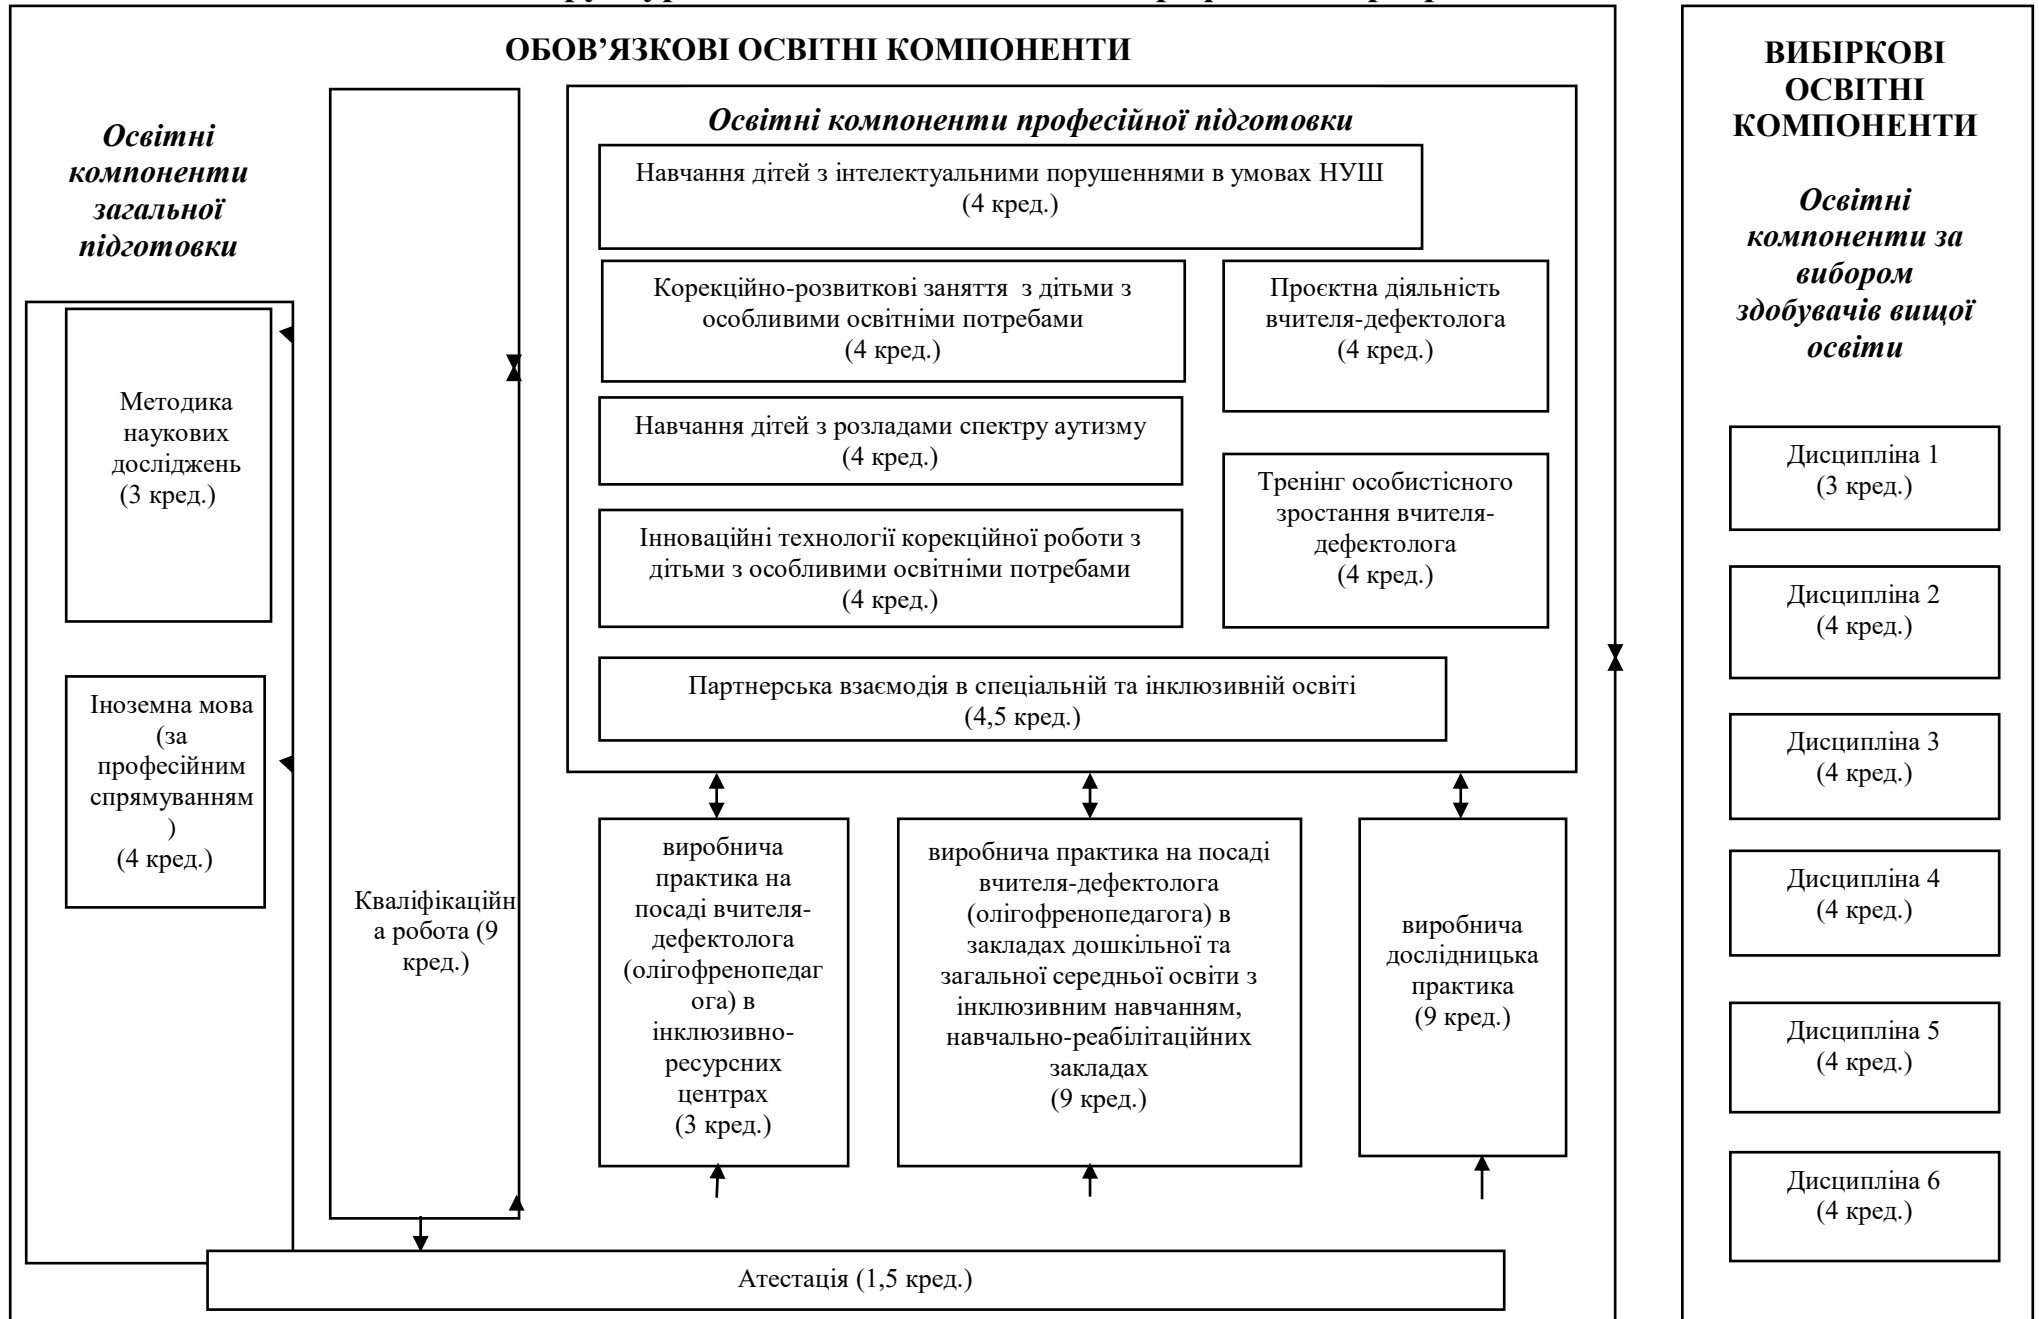 ОБОВ’ЯЗКОВІ ОСВІТНІ КОМПОНЕНТИ
Освітні
компоненти
загальної
підготовки
Методика
наукових
досліджень
(3 кред.)
Іноземна мова
(за
професійним
спрямуванням
)
(4 кред.)
Кваліфікаційн
а робота (9
кред.)
Освітні компоненти професійної підготовки
Навчання дітей з інтелектуальними порушеннями в умовах НУШ
(4 кред.)
Корекційно-розвиткові заняття з дітьми з
особливими освітніми потребами
(4 кред.)
Проєктна діяльність
вчителя-дефектолога
(4 кред.)
Навчання дітей з розладами спектру аутизму
(4 кред.)
Тренінг особистісного
зростання вчителя-
дефектолога
(4 кред.)
Інноваційні технології корекційної роботи з
дітьми з особливими освітніми потребами
(4 кред.)
Партнерська взаємодія в спеціальній та інклюзивній освіті
(4,5 кред.)
виробнича
практика на
посаді вчителя-
дефектолога
(олігофренопедаг
ога) в
інклюзивно-
ресурсних
центрах
(3 кред.)
виробнича практика на посаді
вчителя-дефектолога
(олігофренопедагога) в
закладах дошкільної та
загальної середньої освіти з
інклюзивним навчанням,
навчально-реабілітаційних
закладах
(9 кред.)
виробнича
дослідницька
практика
(9 кред.)
Атестація (1,5 кред.)
ВИБІРКОВІ
ОСВІТНІ
КОМПОНЕНТИ
Освітні
компоненти за
вибором
здобувачів вищої
освіти
Дисципліна 1
(3 кред.)
Дисципліна 2
(4 кред.)
Дисципліна 3
(4 кред.)
Дисципліна 4
(4 кред.)
Дисципліна 5
(4 кред.)
Дисципліна 6
(4 кред.)